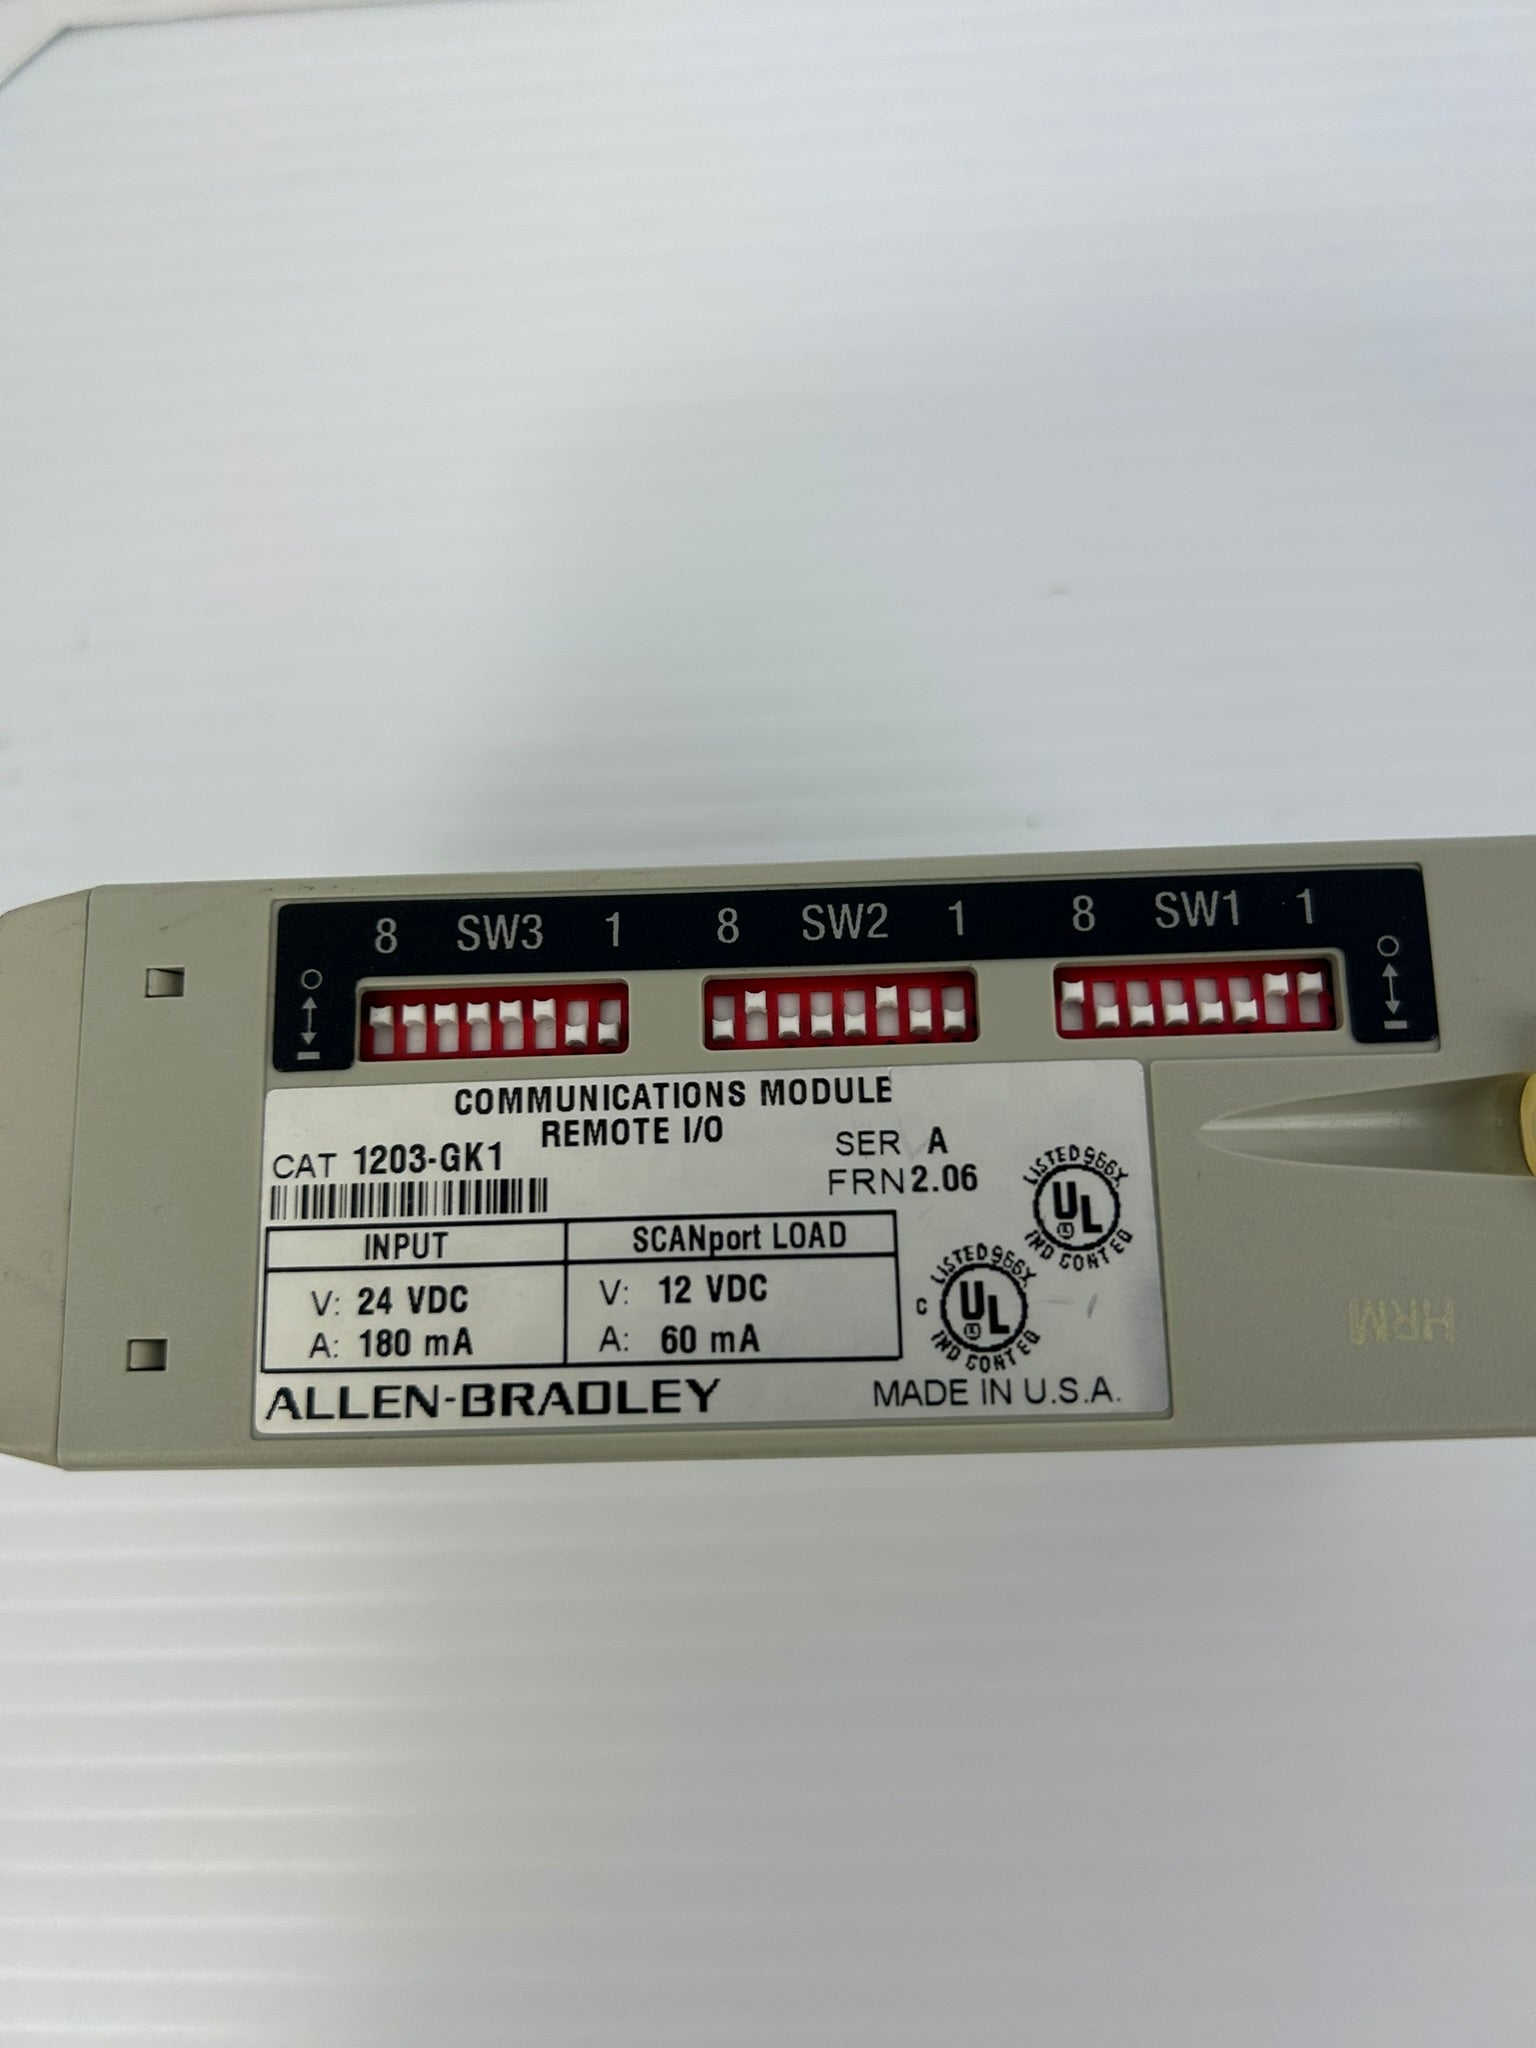 8 SW3 1 8 SW2 1 8 SW1 1
COMMUNICATIONS MODULE
REMOTE I/O
CAT 1203-GK1
SER A
FRN 2.06
INPUT
V: 24 VDC
A: 180 mA
SCANport LOAD
V: 12 VDC
A: 60 mA
LISTED 966X
UL
IND CONT EQ
LISTED 966X
C UL
IND CONT EQ
ALLEN-BRADLEY
MADE IN U.S.A.
HRM